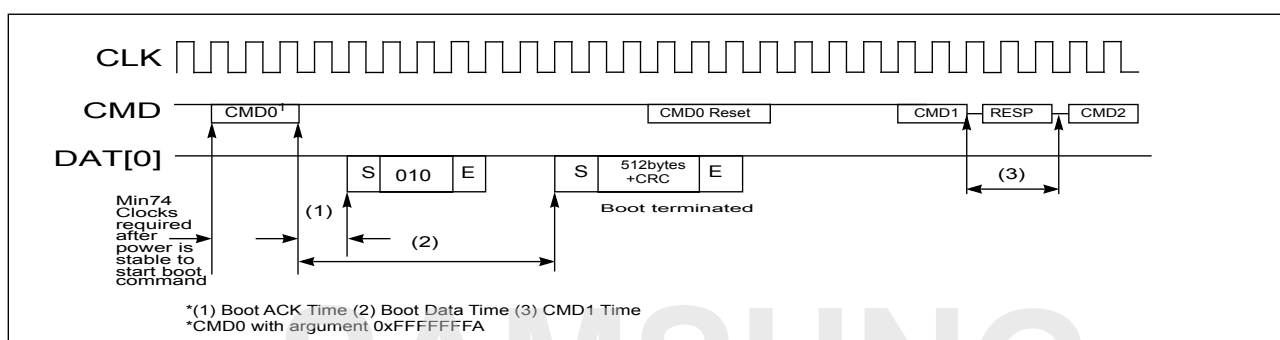 CLK
CMD
CMD0¹
CMD0 Reset
CMD1
RESP
CMD2
DAT[0]
S
010
E
S
512bytes
+CRC
E
Boot terminated
(1)
(2)
(3)
Min74
Clocks
required
after
power is
stable to
start boot
command
*(1) Boot ACK Time (2) Boot Data Time (3) CMD1 Time
*CMD0 with argument 0xFFFFFFFA
SAMSUNG